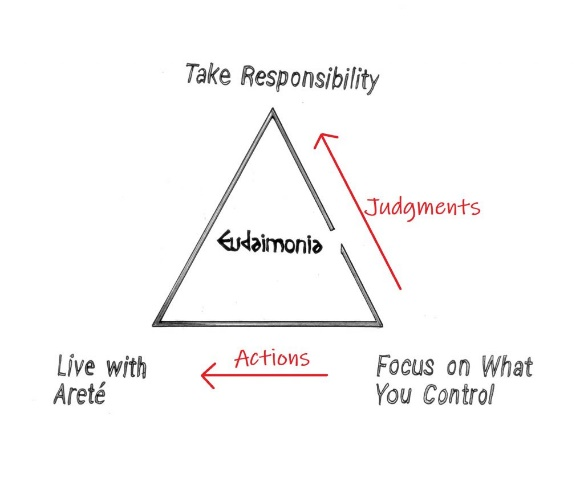 Take Responsibility
Judgments
Eudaimonia
Actions
Live with
Areté
Focus on What
You Control